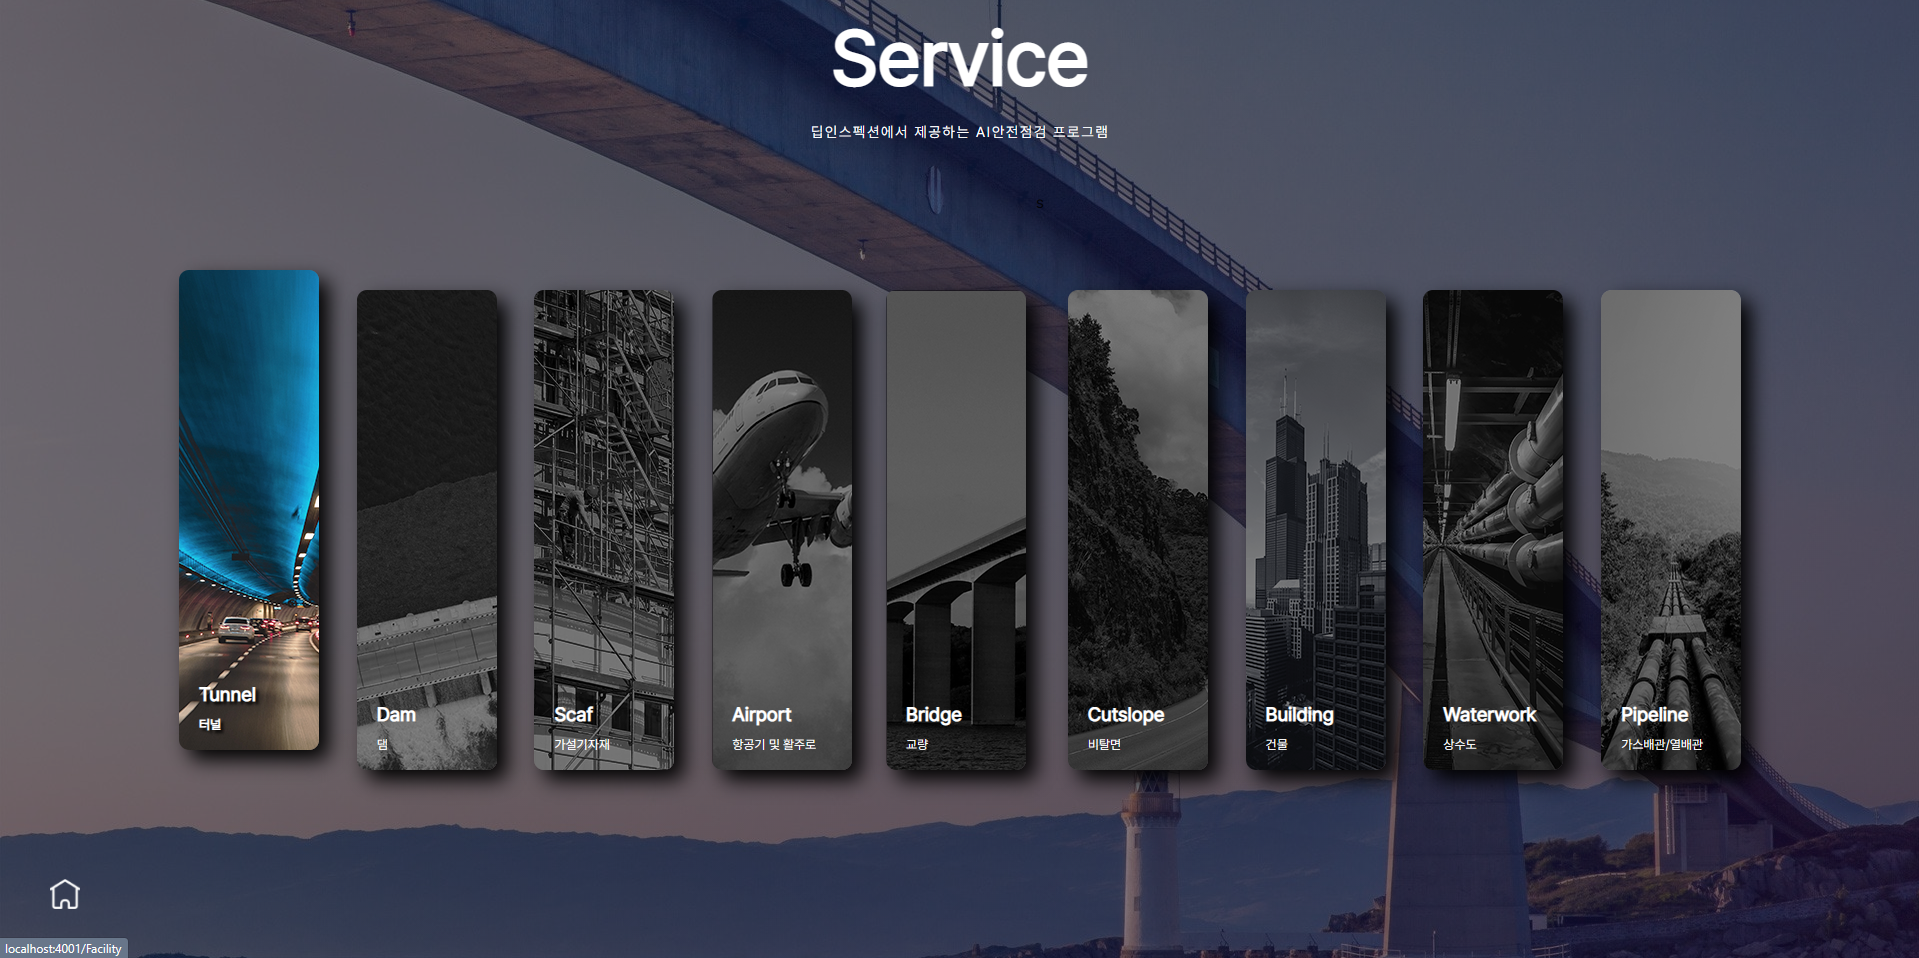 Service
딥인스펙션에서 제공하는 AI안전점검 프로그램
s
Tunnel
터널
Dam
댐
Scaf
가설기자재
Airport
항공기 및 활주로
Bridge
교량
Cutslope
비탈면
Building
건물
Waterwork
상수도
Pipeline
가스배관/열배관
localhost:4001/Facility